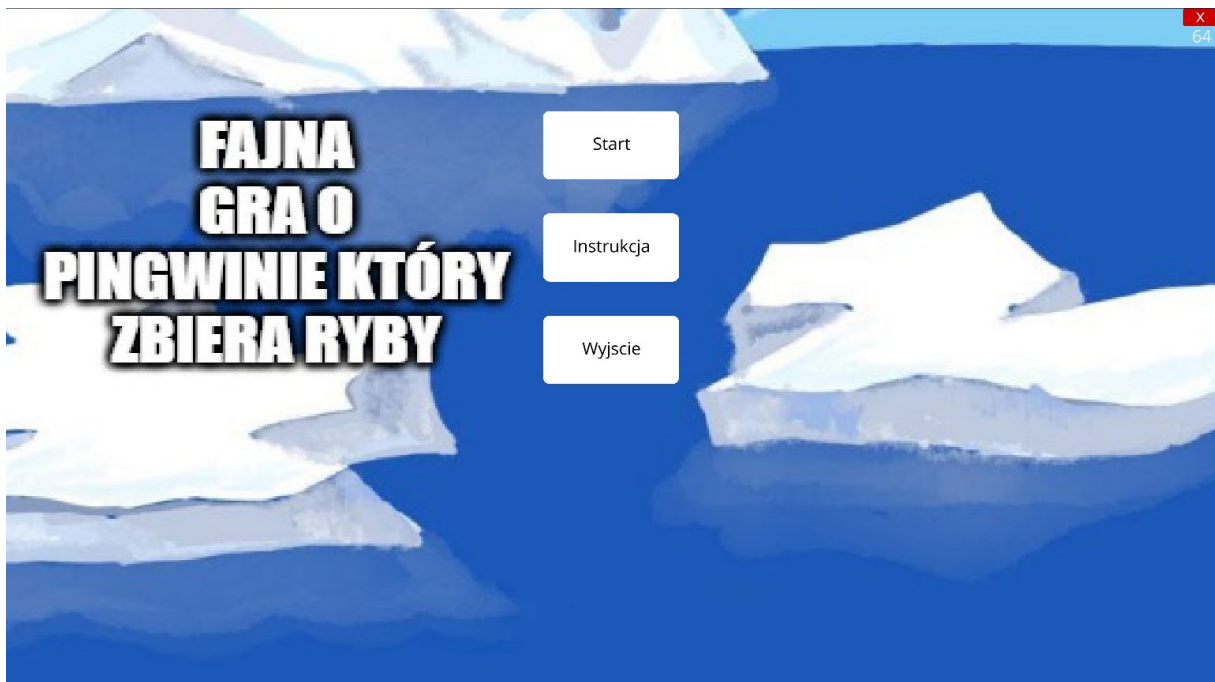 X
64
FAJNA
GRA O
PINGWINIE KTÓRY
ZBIERA RYBY
Start
Instrukcja
Wyjscie